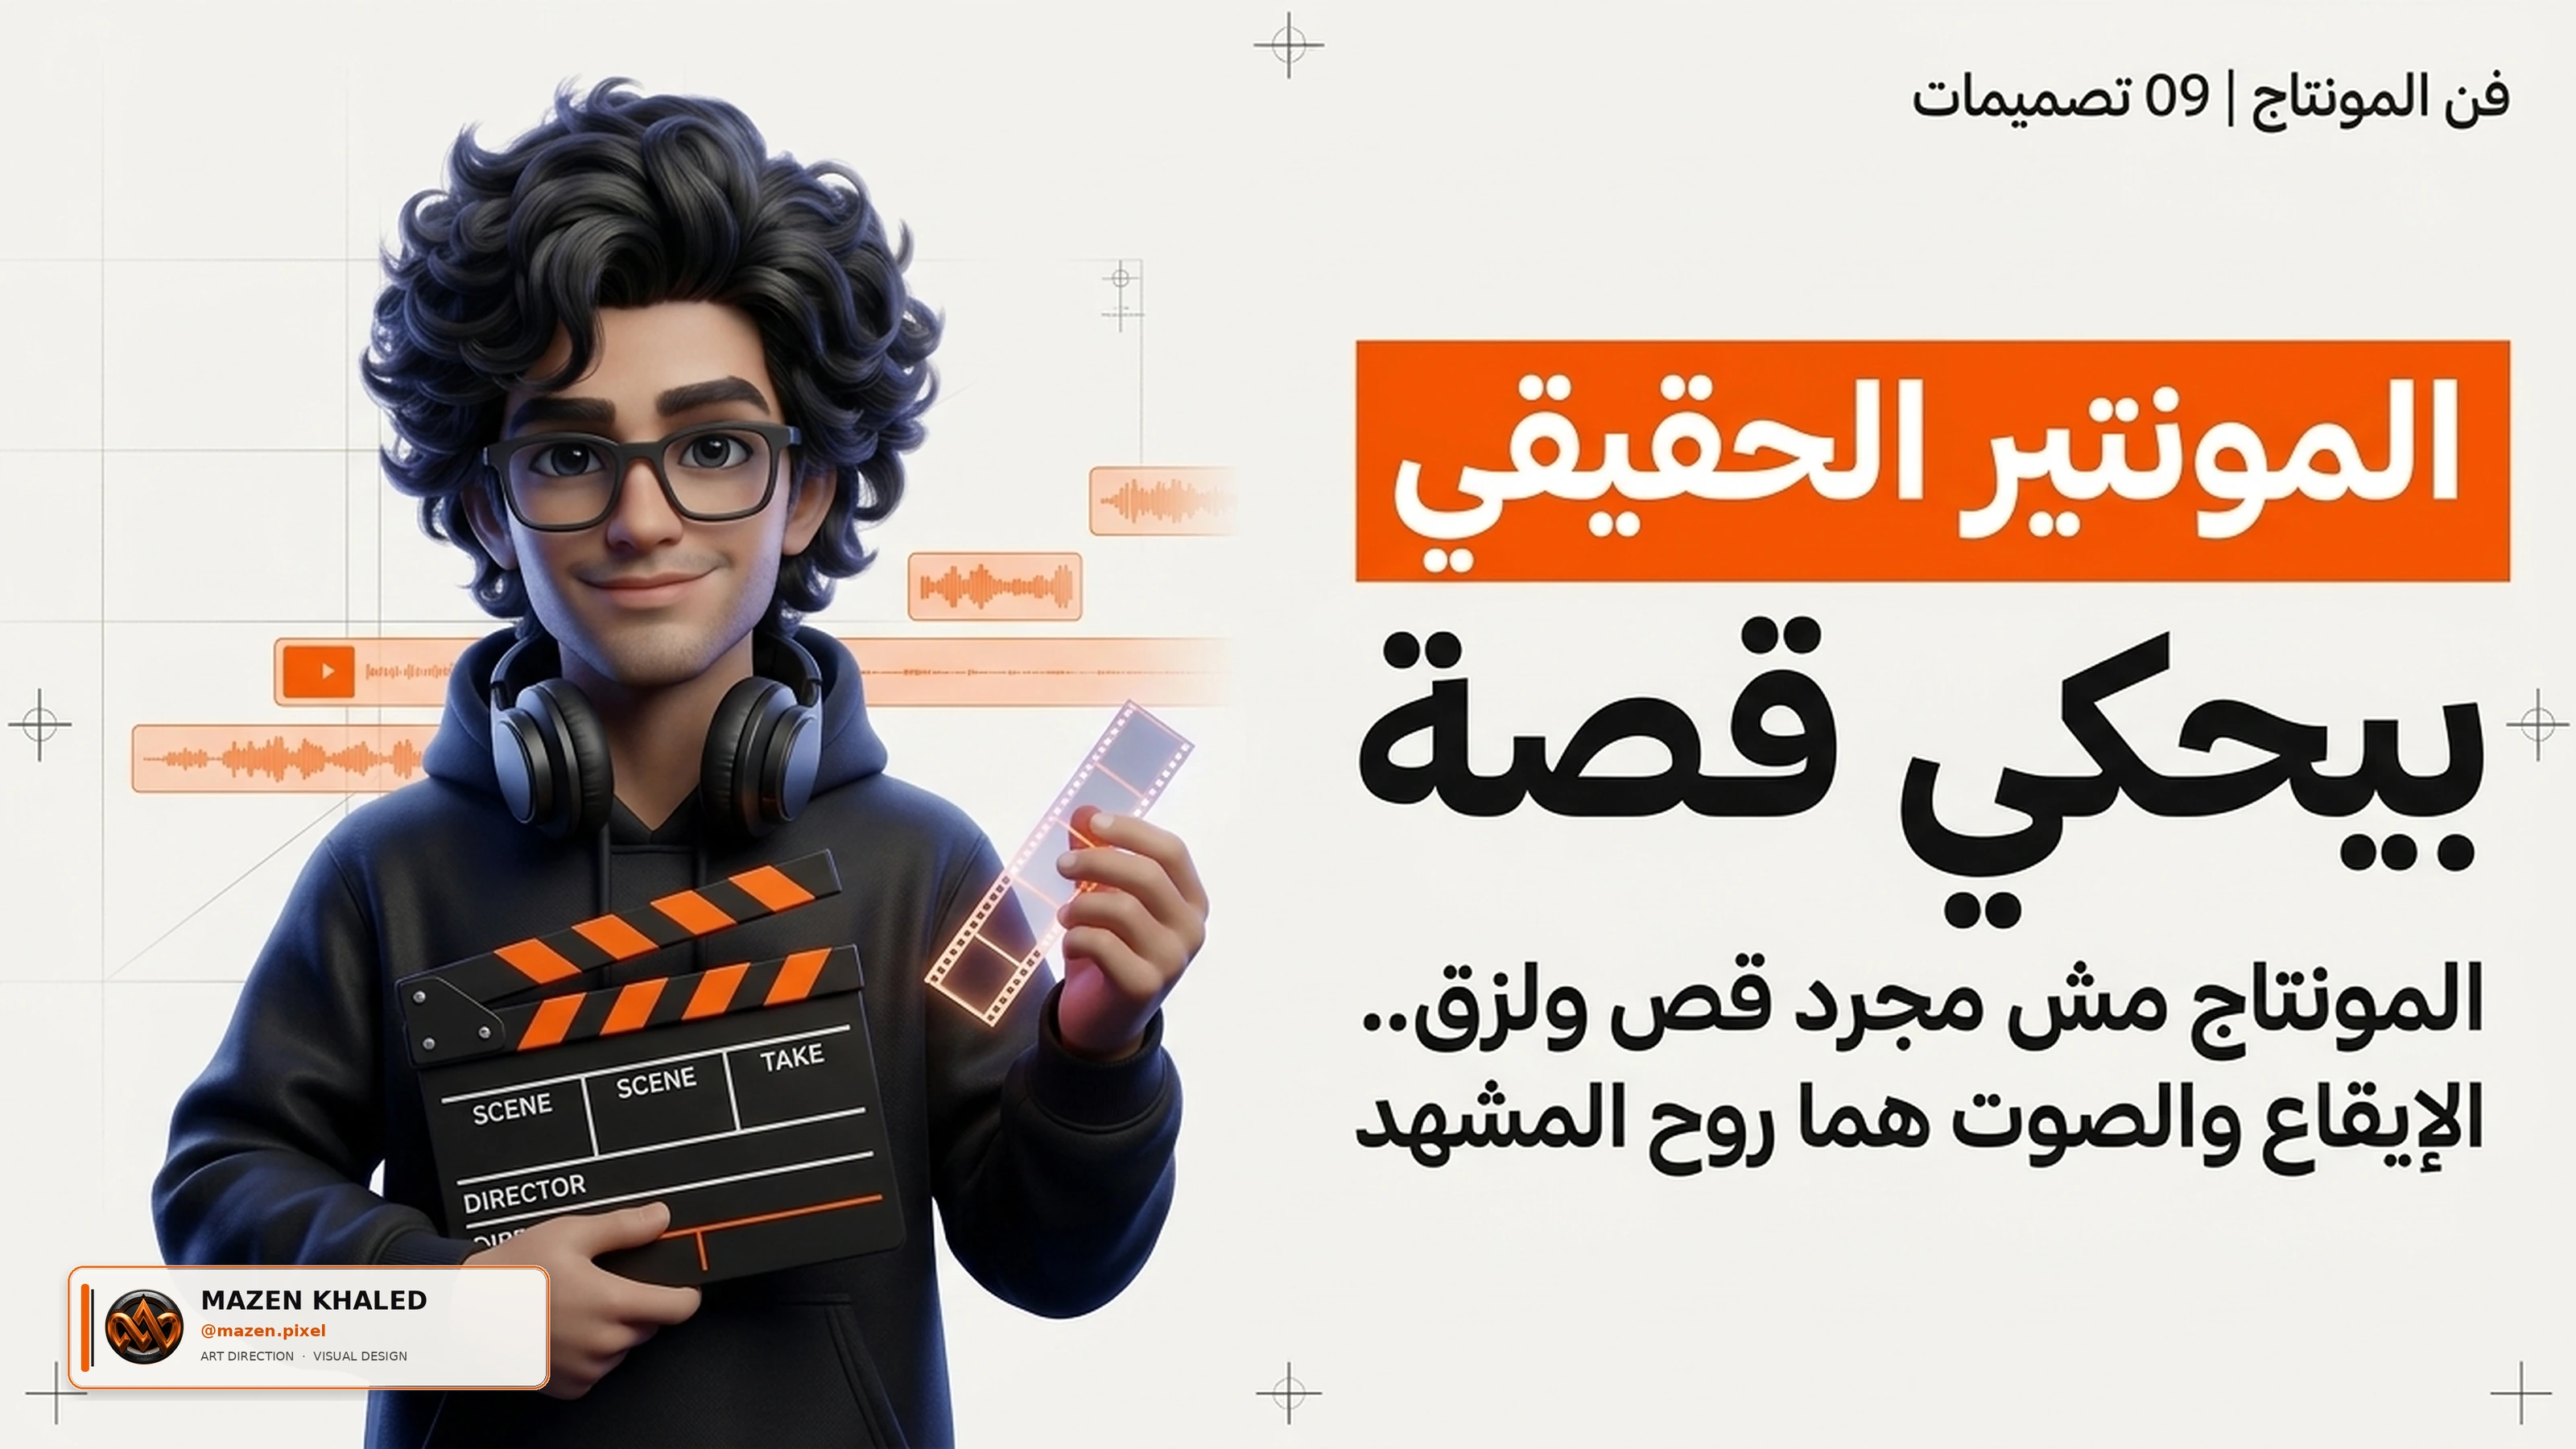 فن المونتاج | 09 تصميمات
المونتير الحقيقي
بيحكي قصة
المونتاج مش مجرد قص ولزق..
الإيقاع والصوت هما روح المشهد
SCENE SCENE TAKE
DIRECTOR
MAZEN KHALED
@mazen.pixel
ART DIRECTION · VISUAL DESIGN